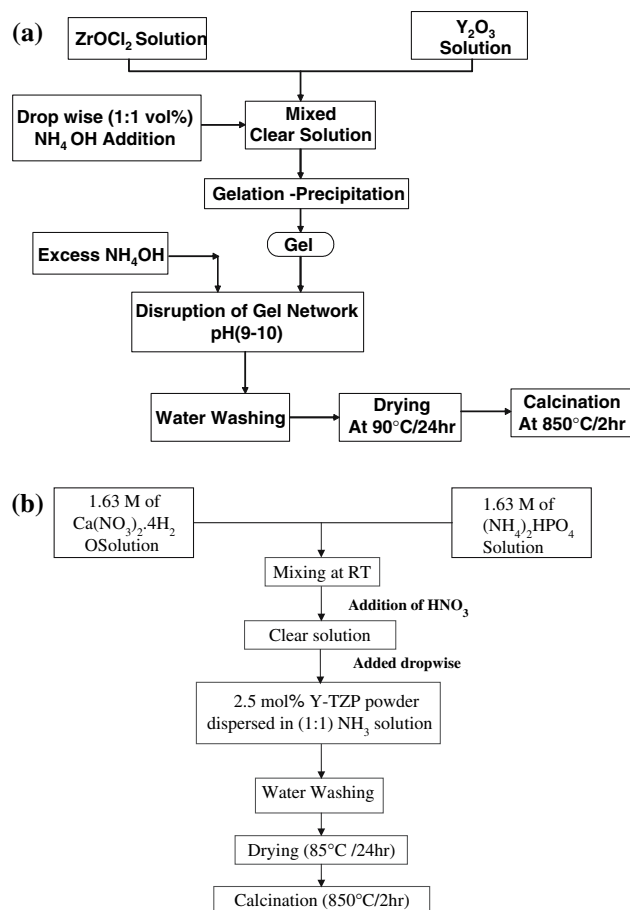 (a)
ZrOCl₂ Solution
Y₂O₃
Solution
Drop wise (1:1 vol%)
NH₄ OH Addition
Mixed
Clear Solution
Gelation -Precipitation
Gel
Excess NH₄OH
Disruption of Gel Network
pH(9-10)
Water Washing
Drying
At 90°C/24hr
Calcination
At 850°C/2hr
(b)
1.63 M of
Ca(NO₃)₂.4H₂
OSolution
1.63 M of
(NH₄)₂HPO₄
Solution
Mixing at RT
Addition of HNO₃
Clear solution
Added dropwise
2.5 mol% Y-TZP powder
dispersed in (1:1) NH₃ solution
Water Washing
Drying (85°C /24hr)
Calcination (850°C/2hr)